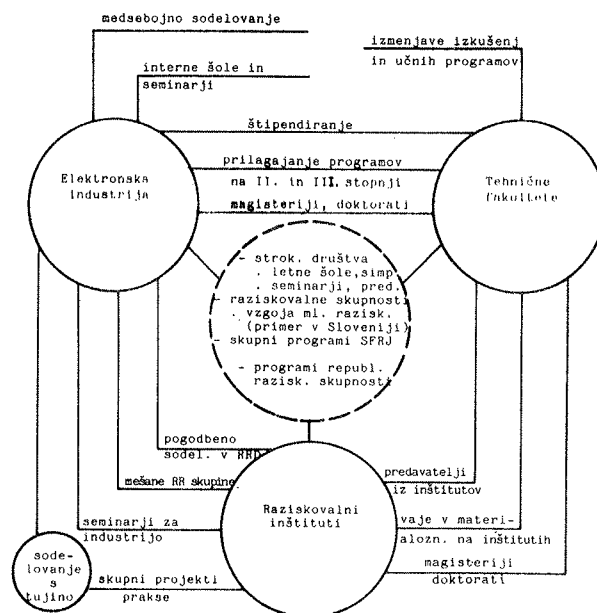 medsebojno sodelovanje
interne šole in
seminarji
izmenjave izkušenj
in učnih programov
štipendiranje
prilagajanje programov
na II. in III. stopnji
magisteriji, doktorati
Elektronska
industrija
Tehnične
fakultete
- strok. društva
. letne šole,simp
. seminarji, pred.
- raziskovalne skupnosti
. vzgoja ml. razisk.
(primer v Sloveniji)
- skupni programi SFRJ
- programi republ.
razisk. skupnosti
pogodbeno
sodel. v RRD
mešane RR skupine
seminarji za
industrijo
skupni projekti
prakse
sode-
lovanje
s
tujino
Raziskovalni
inštituti
predavatelji
iz inštitutov
vaje v materi-
alozn. na inštitutih
magisteriji
doktorati